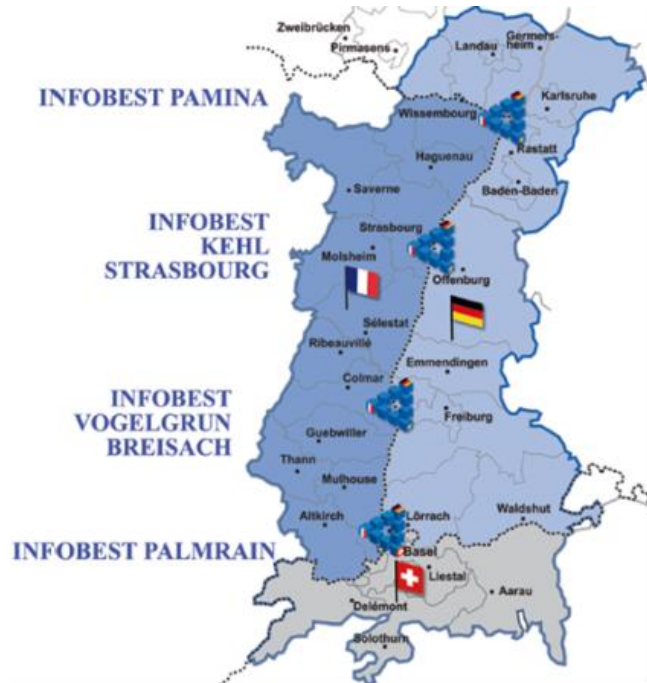 Zweibrücken
Pirmasens
Landau
Germers-
heim
INFOBEST PAMINA
Wissembourg
Karlsruhe
Rastatt
Haguenau
Baden-Baden
Saverne
INFOBEST
KEHL
STRASBOURG
Strasbourg
Molsheim
Offenburg
Sélestat
Ribeauvillé
Emmendingen
Colmar
INFOBEST
VOGELGRUN
BREISACH
Freiburg
Guebwiller
Thann
Mulhouse
Waldshut
Altkirch
Lörrach
INFOBEST PALMRAIN
Basel
Liestal
Aarau
Delémont
Solothurn